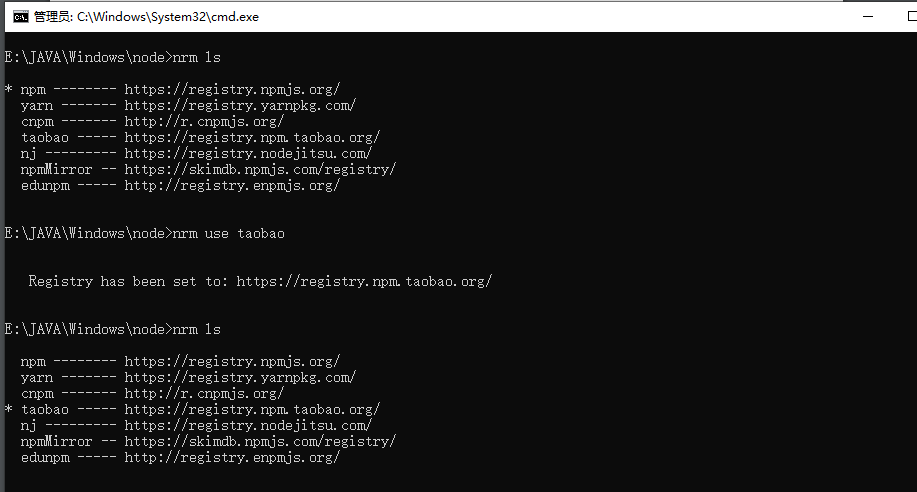 管理员: C:\Windows\System32\cmd.exe
E:\JAVA\Windows\node>nrm ls
* npm -------- https://registry.npmjs.org/
yarn ------- https://registry.yarnpkg.com/
cnpm ------- http://r.cnpmjs.org/
taobao ----- https://registry.npm.taobao.org/
nj --------- https://registry.nodejitsu.com/
npmMirror -- https://skimdb.npmjs.com/registry/
edunpm ----- http://registry.enpmjs.org/
E:\JAVA\Windows\node>nrm use taobao
Registry has been set to: https://registry.npm.taobao.org/
E:\JAVA\Windows\node>nrm ls
npm -------- https://registry.npmjs.org/
yarn ------- https://registry.yarnpkg.com/
cnpm ------- http://r.cnpmjs.org/
* taobao ----- https://registry.npm.taobao.org/
nj --------- https://registry.nodejitsu.com/
npmMirror -- https://skimdb.npmjs.com/registry/
edunpm ----- http://registry.enpmjs.org/